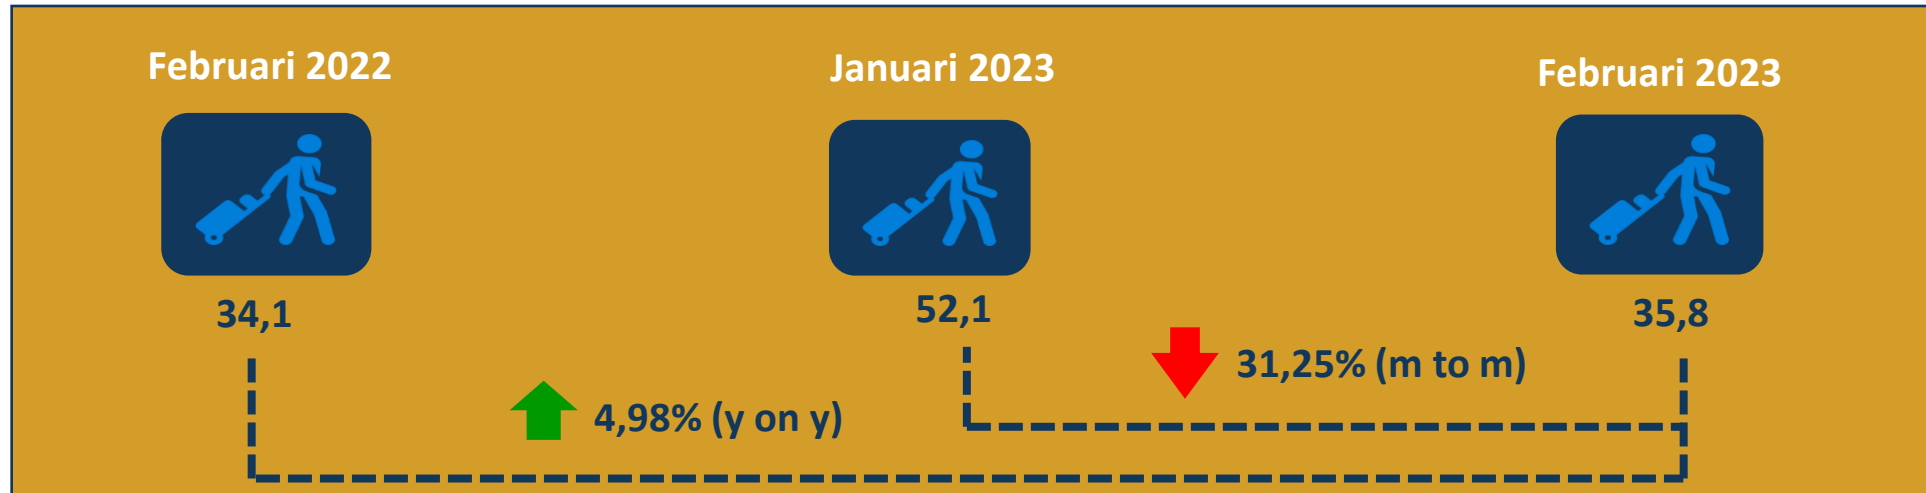 Februari 2022
Januari 2023
Februari 2023
34,1
52,1
35,8
31,25% (m to m)
4,98% (y on y)